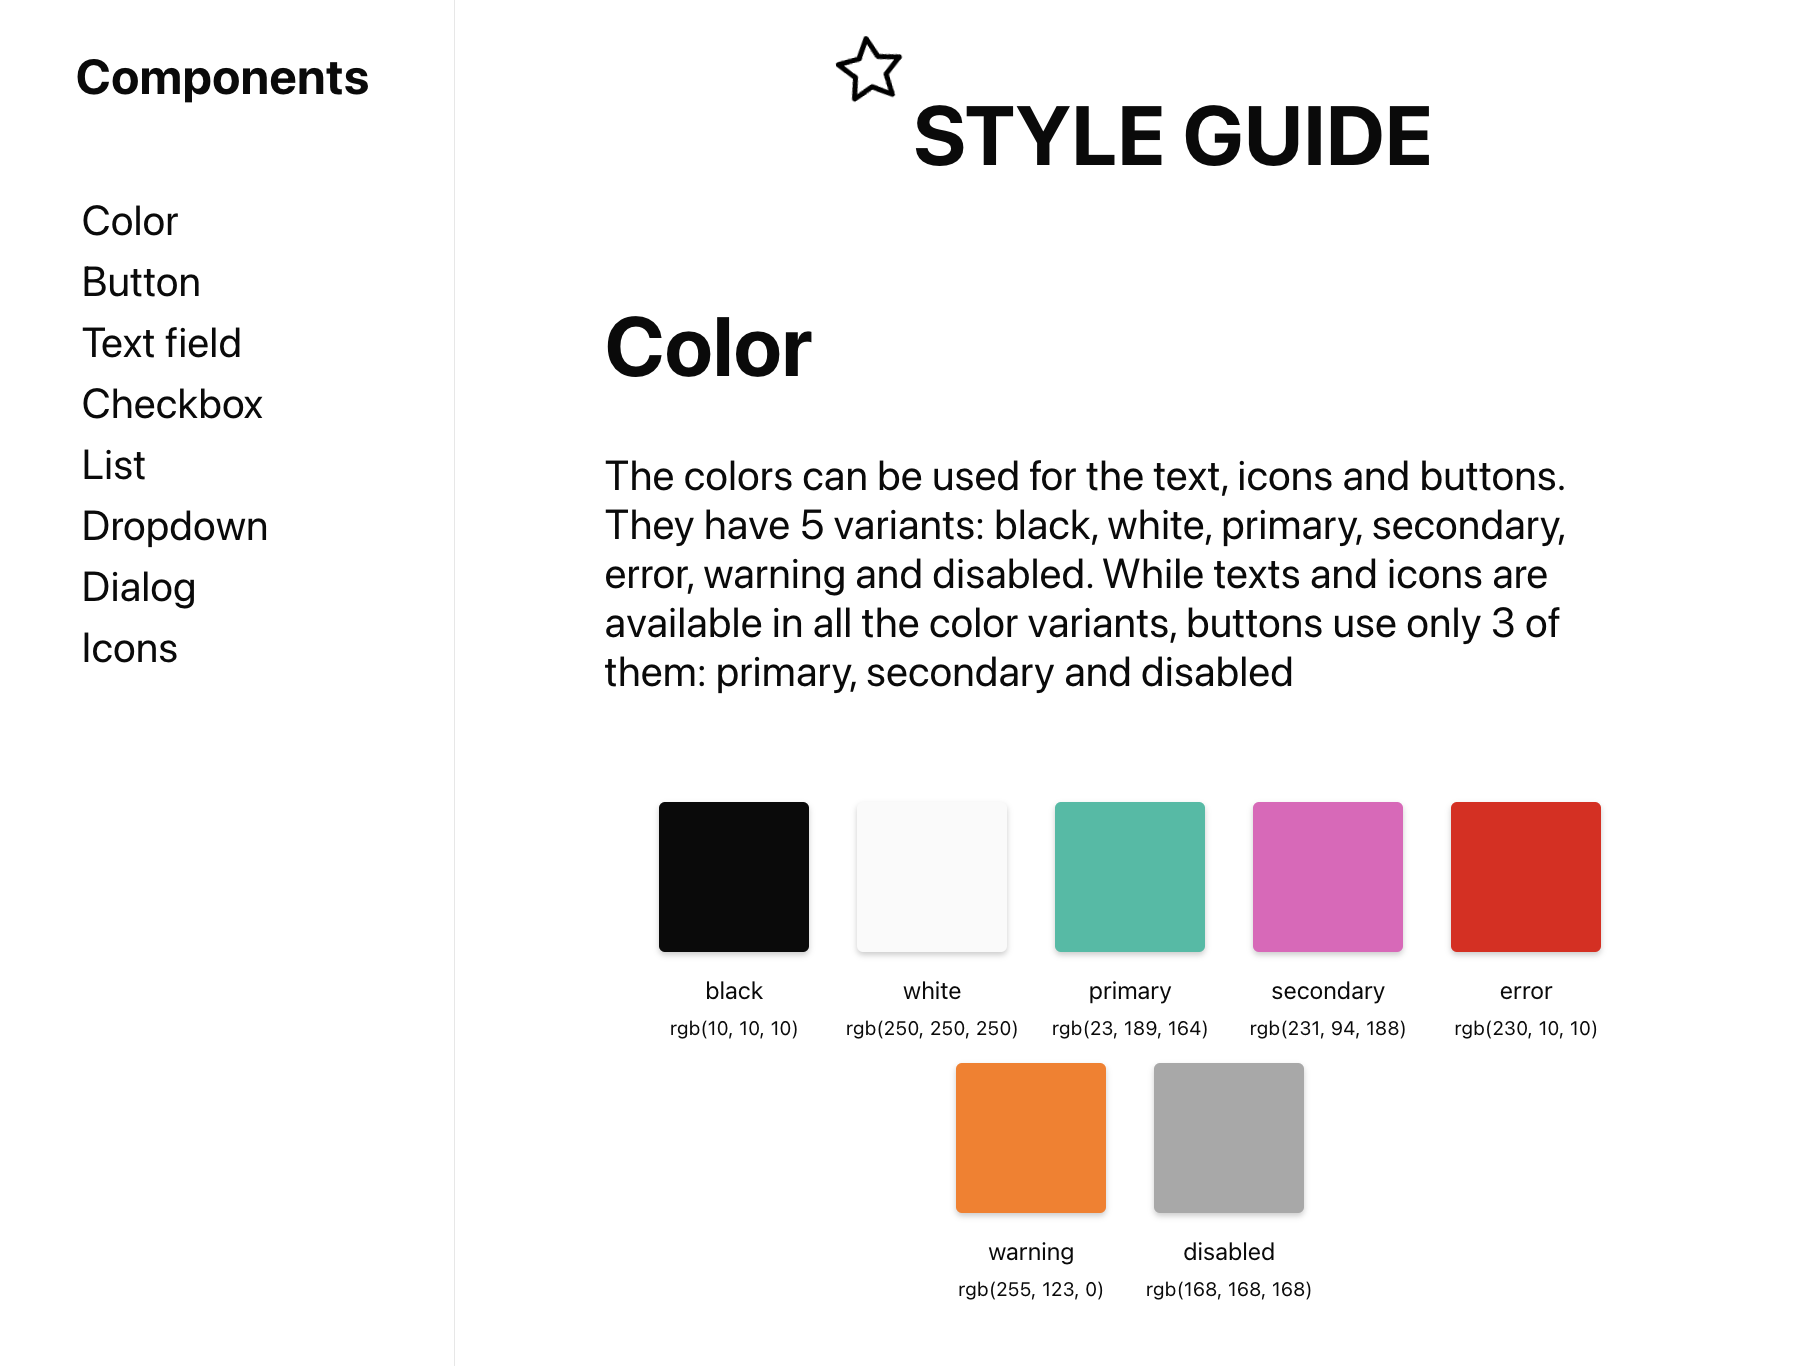 Components
Color
Button
Text field
Checkbox
List
Dropdown
Dialog
Icons
STYLE GUIDE
Color
The colors can be used for the text, icons and buttons.
They have 5 variants: black, white, primary, secondary,
error, warning and disabled. While texts and icons are
available in all the color variants, buttons use only 3 of
them: primary, secondary and disabled
black
rgb(10, 10, 10)
white
rgb(250, 250, 250)
primary
rgb(23, 189, 164)
secondary
rgb(231, 94, 188)
error
rgb(230, 10, 10)
warning
rgb(255, 123, 0)
disabled
rgb(168, 168, 168)